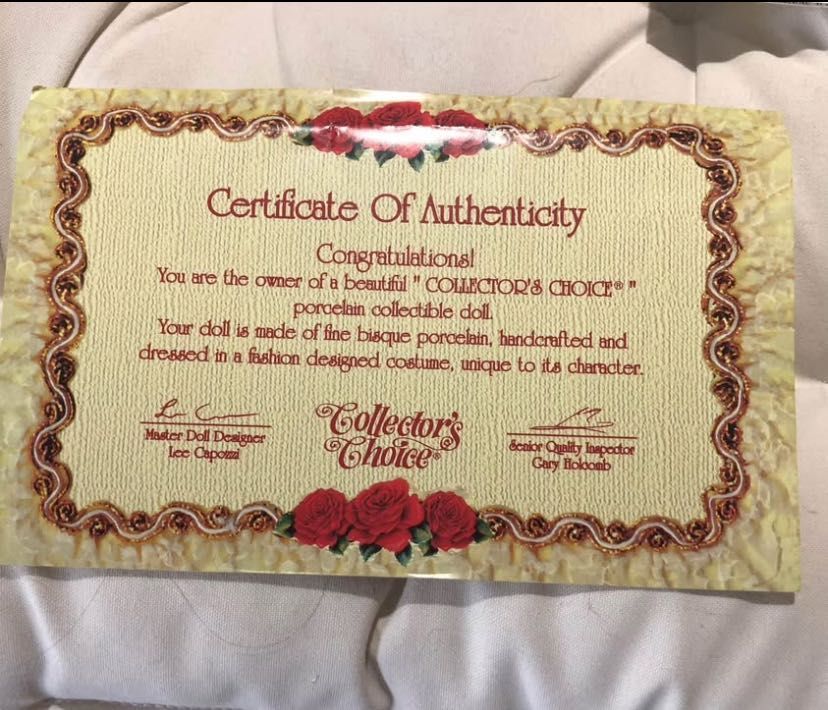 Certificate Of Authenticity
Congratulations!
You are the owner of a beautiful " COLLECTOR'S CHOICE® "
porcelain collectible doll.
Your doll is made of fine bisque porcelain, handcrafted and
dressed in a fashion designed costume, unique to its character.
Master Doll Designer
Lee Capozzi
Collector's
Choice®
Senior Quality Inspector
Gary Holcomb